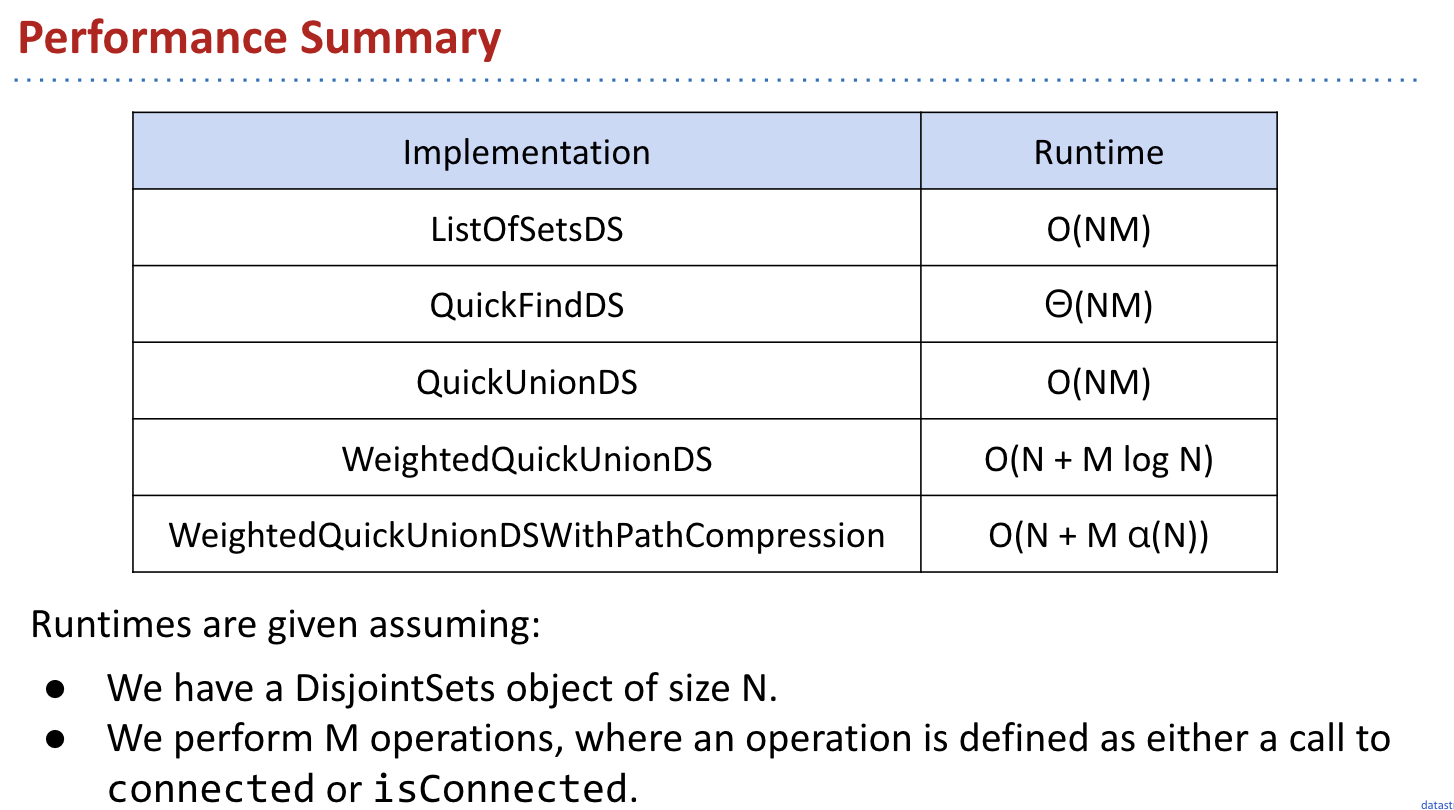 Performance Summary
Implementation Runtime
ListOfSetsDS O(NM)
QuickFindDS Θ(NM)
QuickUnionDS O(NM)
WeightedQuickUnionDS O(N + M log N)
WeightedQuickUnionDSWithPathCompression O(N + M α(N))
Runtimes are given assuming:
● We have a DisjointSets object of size N.
● We perform M operations, where an operation is defined as either a call to
connected or isConnected.
datast